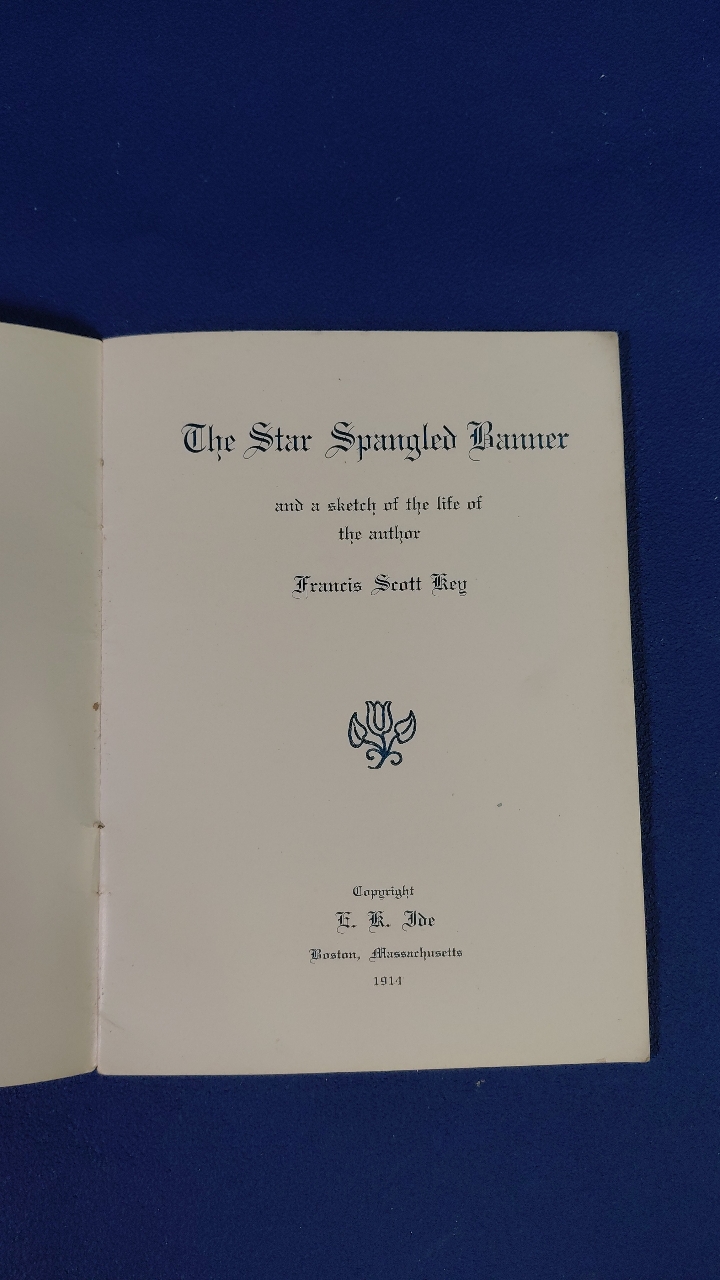 The Star Spangled Banner
and a sketch of the life of
the author
Francis Scott Key
Copyright
E. K. Ide
Boston, Massachusetts
1914